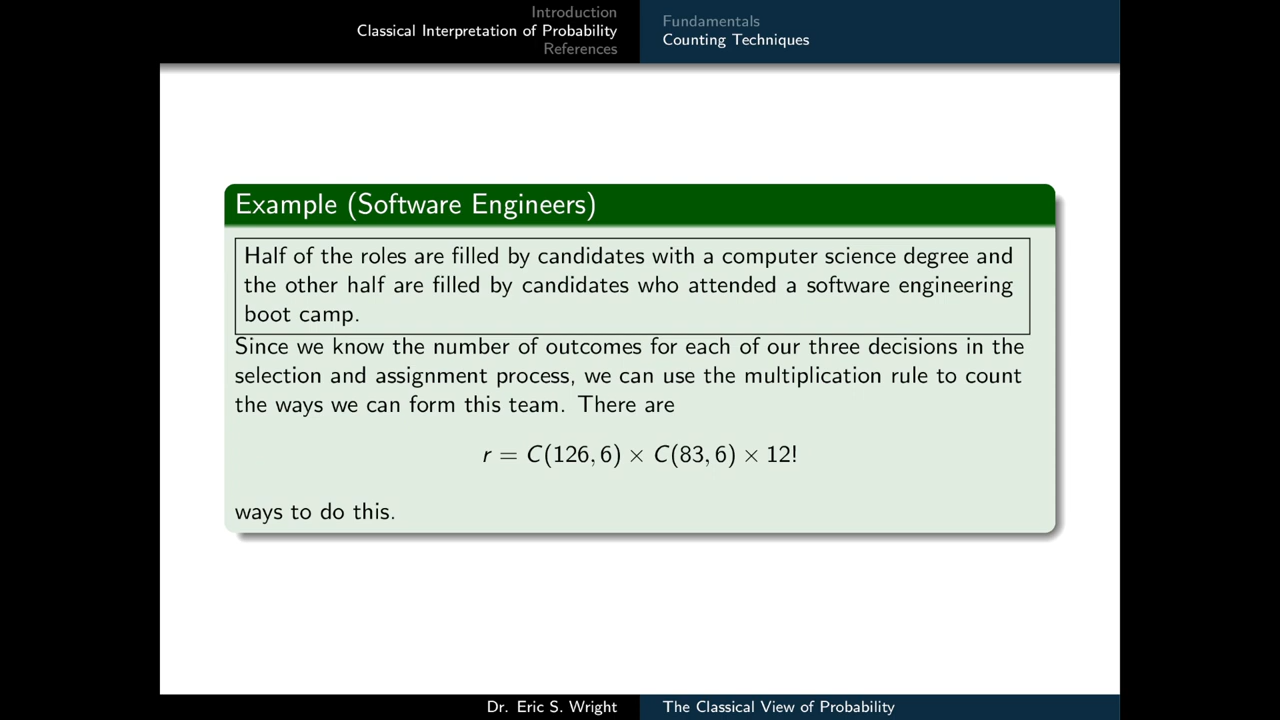 Introduction
Classical Interpretation of Probability
References
Fundamentals
Counting Techniques
Example (Software Engineers)
Half of the roles are filled by candidates with a computer science degree and
the other half are filled by candidates who attended a software engineering
boot camp.
Since we know the number of outcomes for each of our three decisions in the
selection and assignment process, we can use the multiplication rule to count
the ways we can form this team. There are
r = C(126, 6) × C(83, 6) × 12!
ways to do this.
Dr. Eric S. Wright
The Classical View of Probability